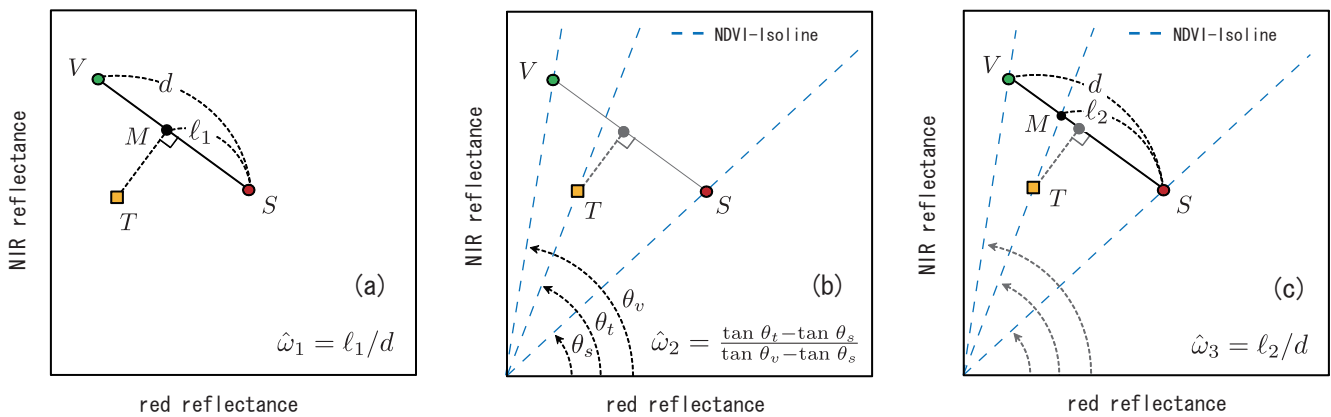 NIR reflectance
V
d
M
ℓ₁
T
S
(a)
ω̂₁ = ℓ₁/d
red reflectance
NIR reflectance
NDVI-Isoline
V
T
S
θᵥ
θₜ
θₛ
(b)
ω̂₂ = (tan θₜ−tan θₛ)/(tan θᵥ−tan θₛ)
red reflectance
NIR reflectance
NDVI-Isoline
V
d
M
ℓ₂
T
S
(c)
ω̂₃ = ℓ₂/d
red reflectance